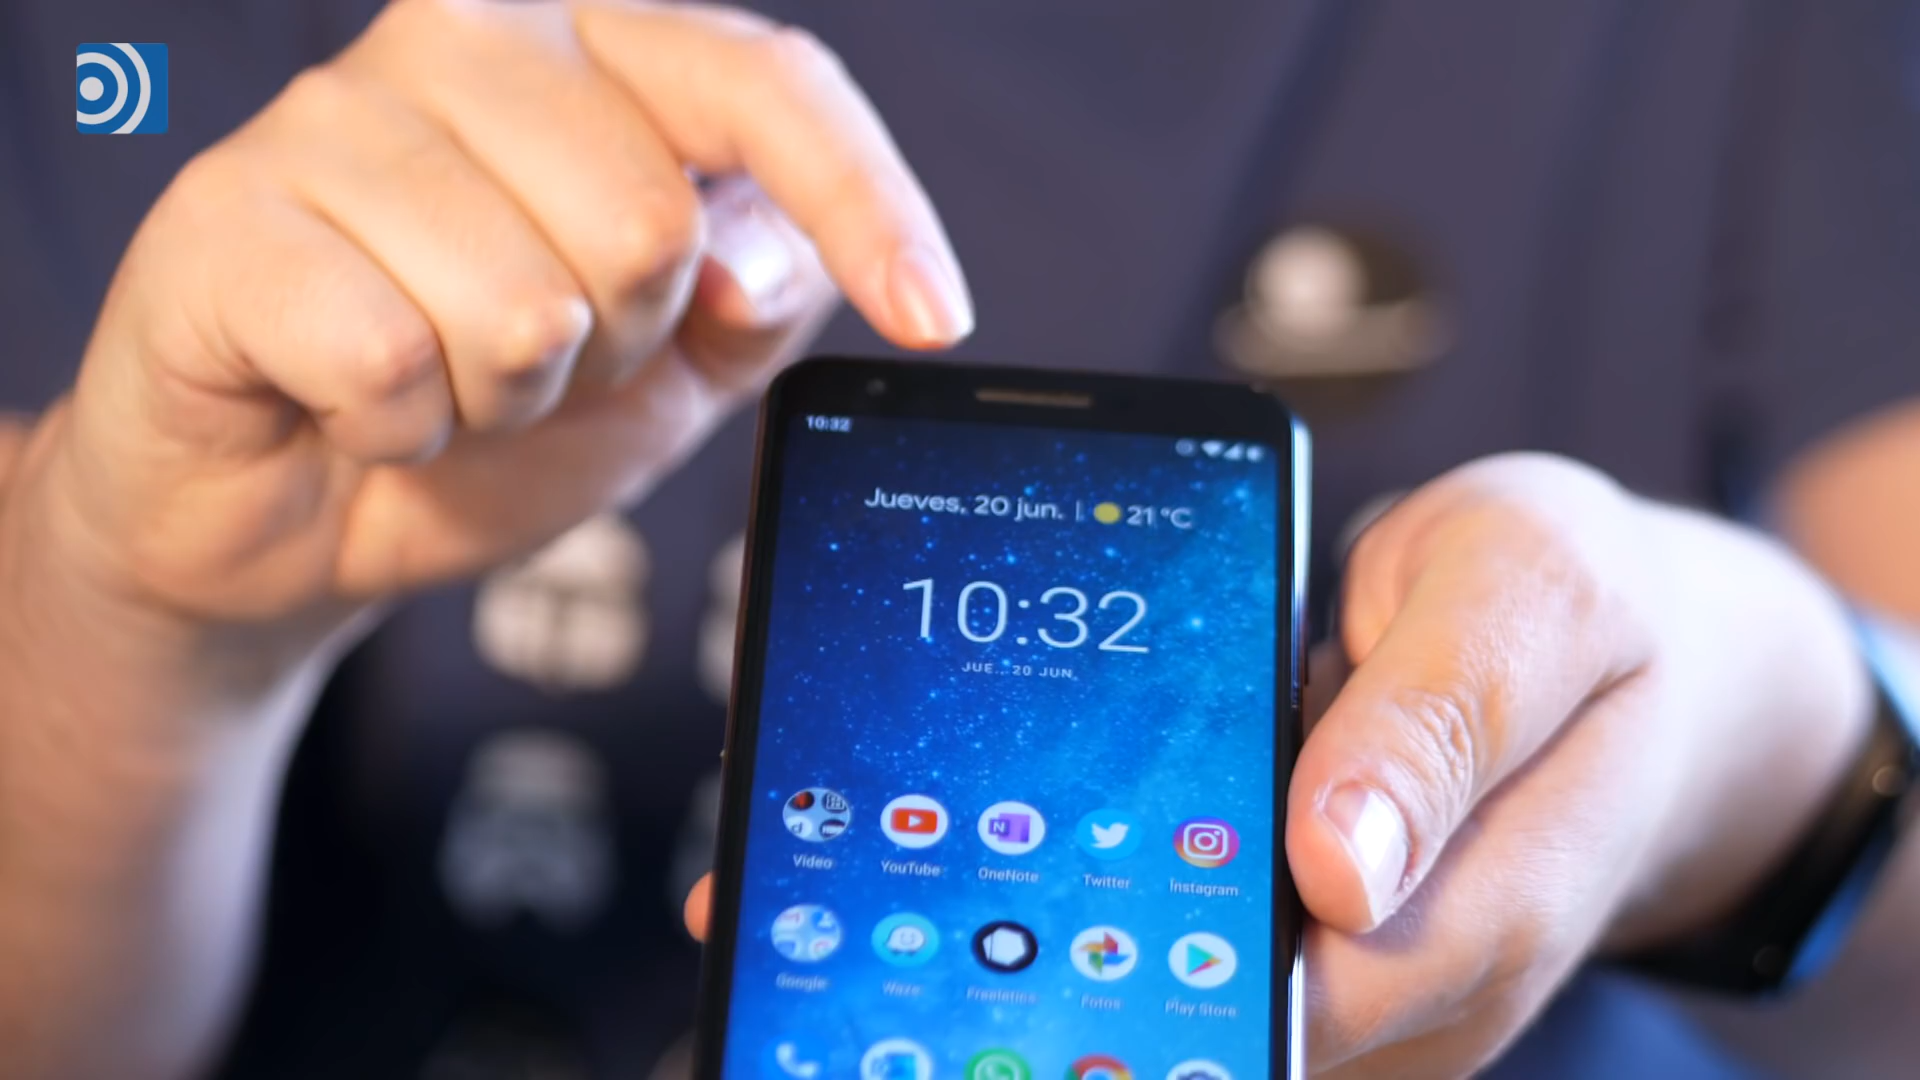 10:32
Jueves, 20 jun. | 21 °C
10:32
JUE., 20 JUN.
Video
YouTube
OneNote
Twitter
Instagram
Google
Waze
Freeletics
Fotos
Play Store